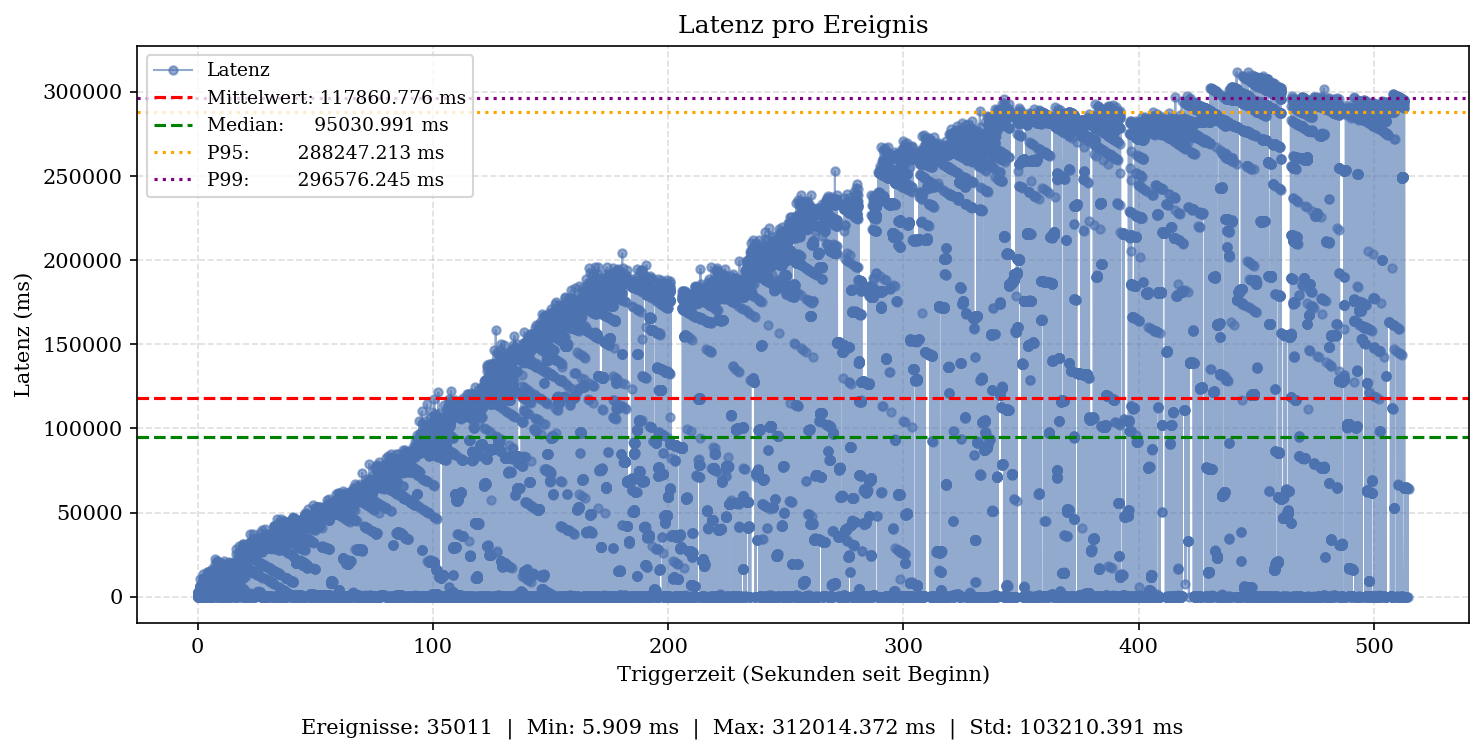 Latenz pro Ereignis
Latenz (ms)
300000
250000
200000
150000
100000
50000
0
Latenz
Mittelwert: 117860.776 ms
Median: 95030.991 ms
P95: 288247.213 ms
P99: 296576.245 ms
0 100 200 300 400 500
Triggerzeit (Sekunden seit Beginn)
Ereignisse: 35011 | Min: 5.909 ms | Max: 312014.372 ms | Std: 103210.391 ms